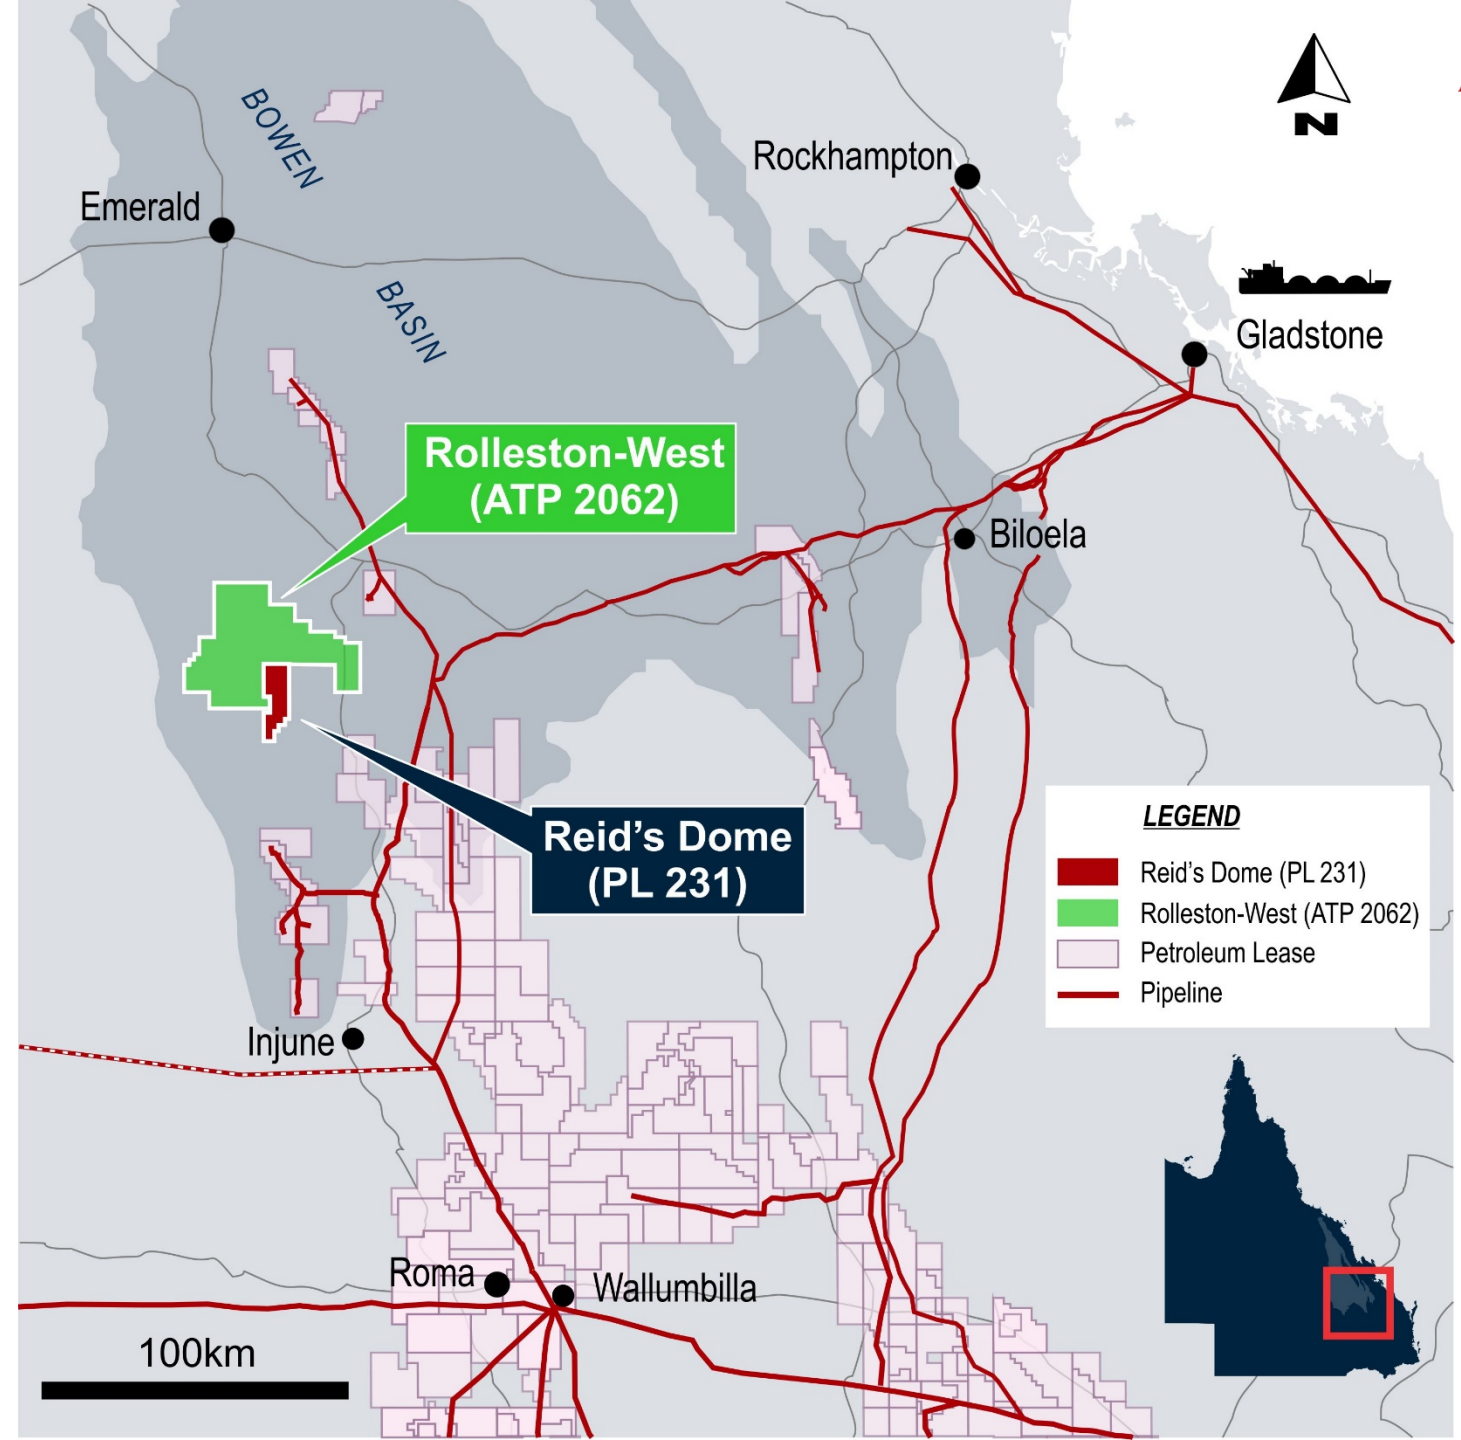 BOWEN
BASIN
N
Rockhampton
Emerald
Gladstone
Rolleston-West
(ATP 2062)
Biloela
Reid's Dome
(PL 231)
LEGEND
Reid's Dome (PL 231)
Rolleston-West (ATP 2062)
Petroleum Lease
Pipeline
Injune
Roma
Wallumbilla
100km